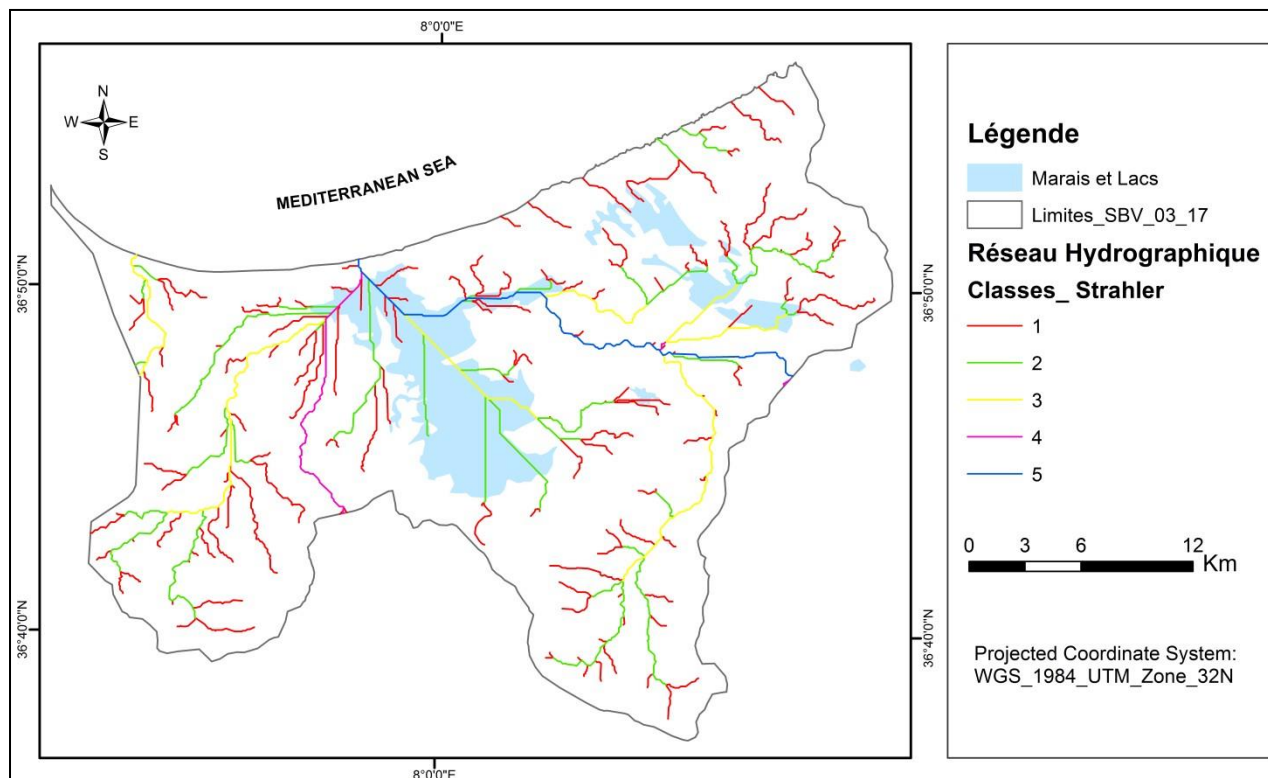 8°0'0"E
N
W E
S
MEDITERRANEAN SEA
36°50'0"N
36°50'0"N
36°40'0"N
36°40'0"N
8°0'0"E
Légende
Marais et Lacs
Limites_SBV_03_17
Réseau Hydrographique
Classes_ Strahler
1
2
3
4
5
0 3 6 12
Km
Projected Coordinate System:
WGS_1984_UTM_Zone_32N